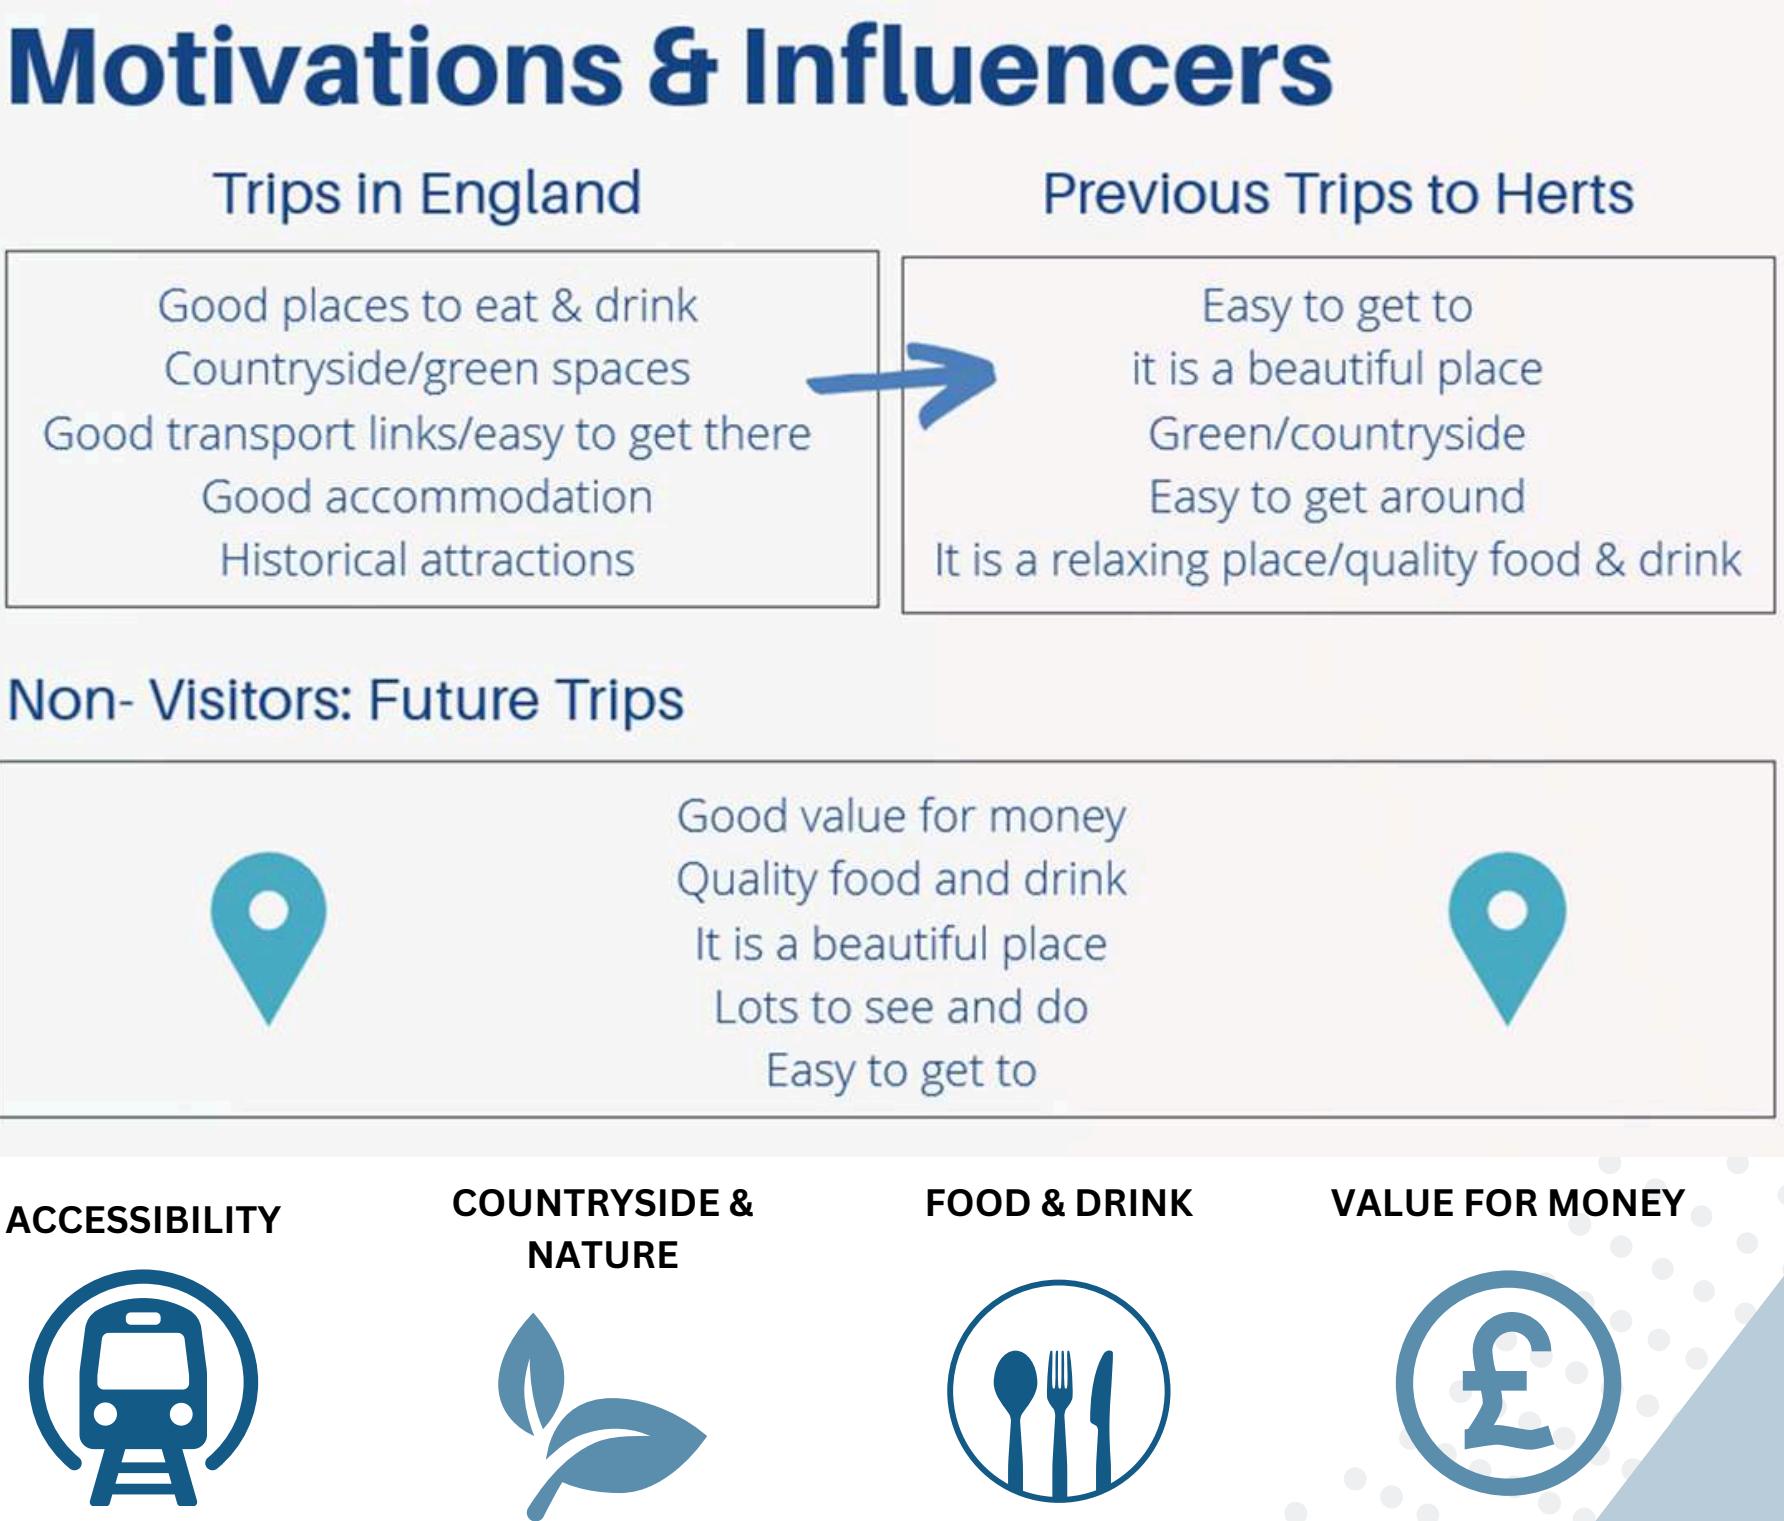 Motivations & Influencers
Trips in England
Good places to eat & drink
Countryside/green spaces
Good transport links/easy to get there
Good accommodation
Historical attractions
Previous Trips to Herts
Easy to get to
it is a beautiful place
Green/countryside
Easy to get around
It is a relaxing place/quality food & drink
Non- Visitors: Future Trips
Good value for money
Quality food and drink
It is a beautiful place
Lots to see and do
Easy to get to
ACCESSIBILITY
COUNTRYSIDE &
NATURE
FOOD & DRINK
VALUE FOR MONEY
£